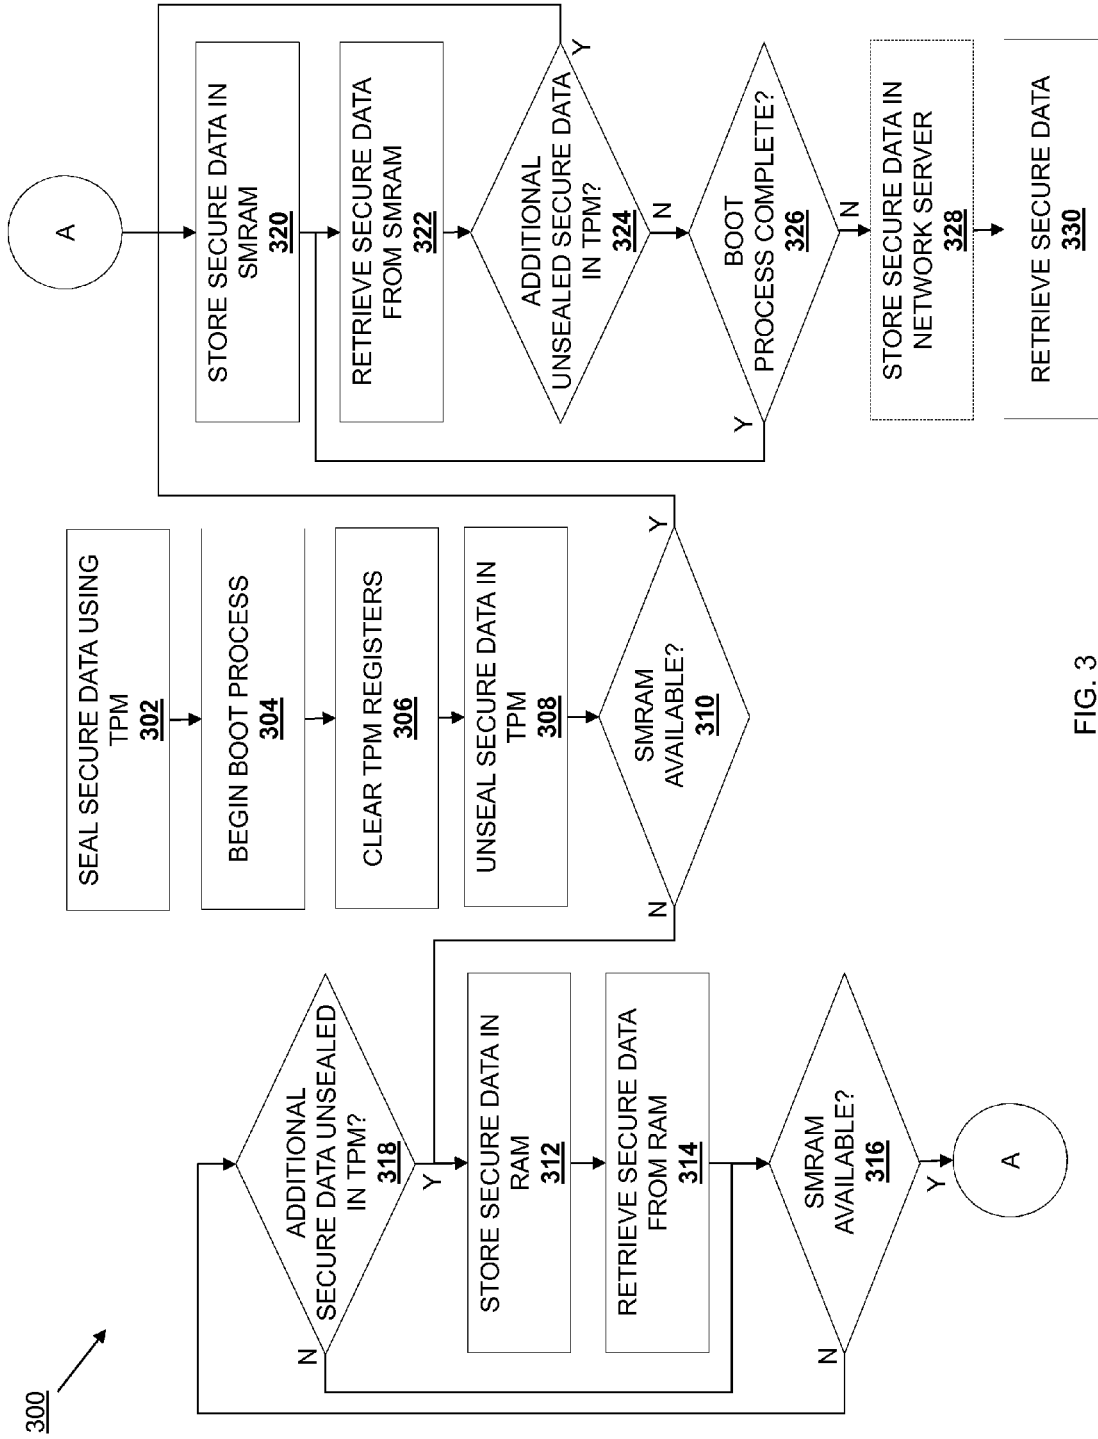 300
SEAL SECURE DATA USING
TPM
302
BEGIN BOOT PROCESS
304
CLEAR TPM REGISTERS
306
UNSEAL SECURE DATA IN
TPM
308
SMRAM
AVAILABLE?
310
N
Y
ADDITIONAL
SECURE DATA UNSEALED
IN TPM?
318
N
Y
STORE SECURE DATA IN
RAM
312
RETRIEVE SECURE DATA
FROM RAM
314
SMRAM
AVAILABLE?
316
N
Y
A
A
STORE SECURE DATA IN
SMRAM
320
RETRIEVE SECURE DATA
FROM SMRAM
322
ADDITIONAL
UNSEALED SECURE DATA
IN TPM?
324
Y
N
BOOT
PROCESS COMPLETE?
326
Y
N
STORE SECURE DATA IN
NETWORK SERVER
328
RETRIEVE SECURE DATA
330
FIG. 3